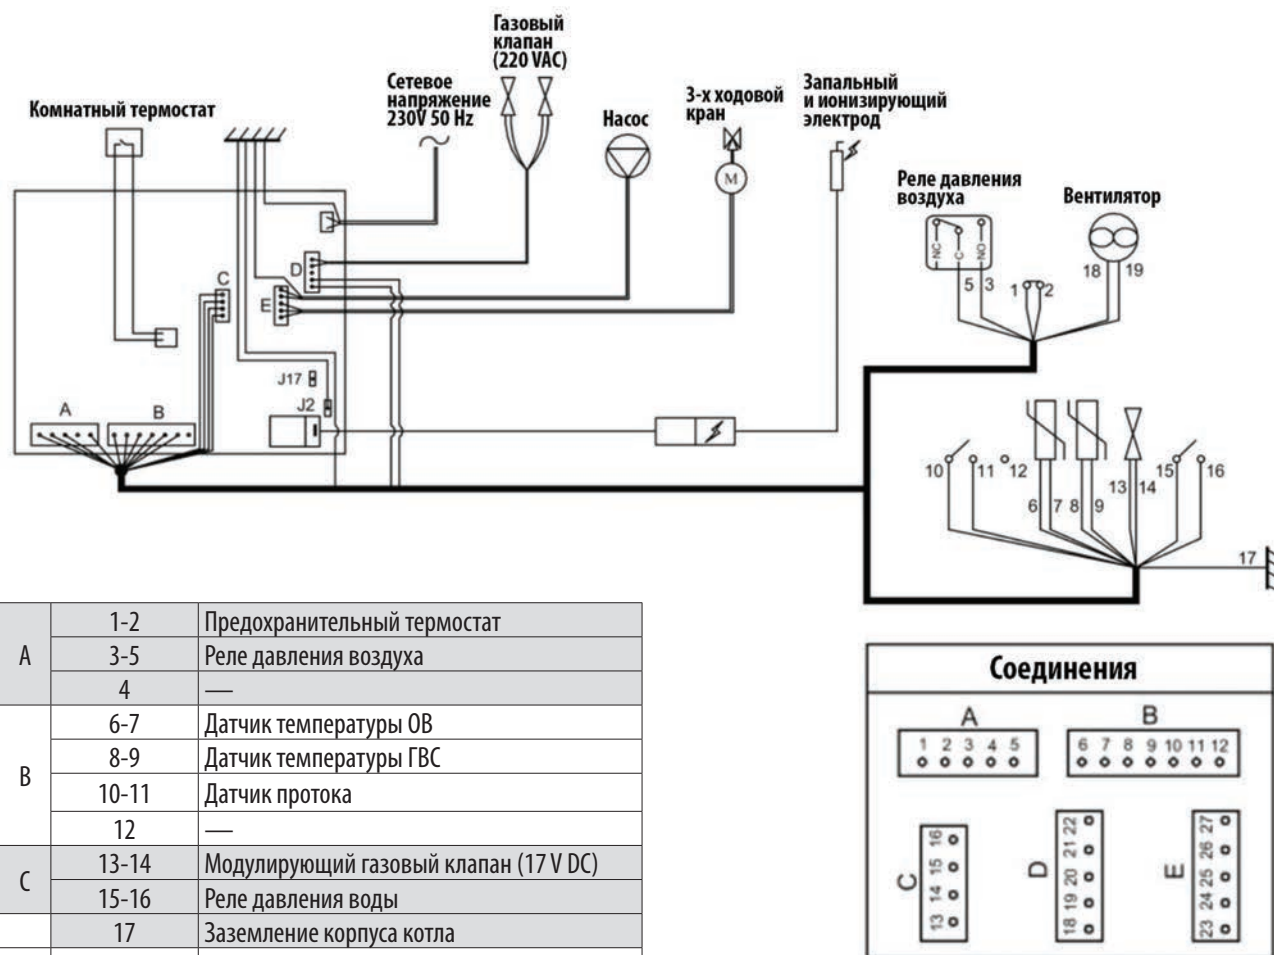 Газовый
клапан
(220 VAC)
Сетевое
напряжение
230V 50 Hz
Комнатный термостат
Насос
3-х ходовой
кран
Запальный
и ионизирующий
электрод
M
Реле давления
воздуха
Вентилятор
NC
C
NO
5 3
1 2
18 19
C
D
E
J17
J2
A
B
10 11 12
6 7 8 9
13 14
15 16
17
A
1-2 Предохранительный термостат
3-5 Реле давления воздуха
4 —
B
6-7 Датчик температуры ОВ
8-9 Датчик температуры ГВС
10-11 Датчик протока
12 —
C
13-14 Модулирующий газовый клапан (17 V DC)
15-16 Реле давления воды
17 Заземление корпуса котла
Соединения
A
1 2 3 4 5
B
6 7 8 9 10 11 12
C
13 14 15 16
D
18 19 20 21 22
E
23 24 25 26 27